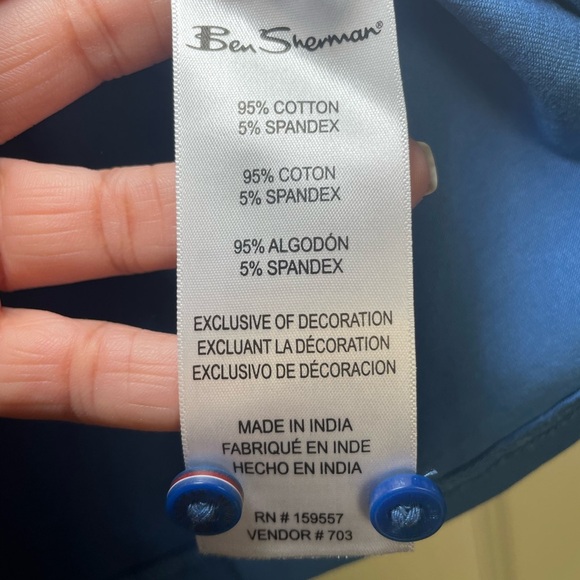 Ben Sherman®
95% COTTON
5% SPANDEX
95% COTON
5% SPANDEX
95% ALGODÓN
5% SPANDEX
EXCLUSIVE OF DECORATION
EXCLUANT LA DÉCORATION
EXCLUSIVO DE DÉCORACION
MADE IN INDIA
FABRIQUÉ EN INDE
HECHO EN INDIA
RN # 159557
VENDOR # 703